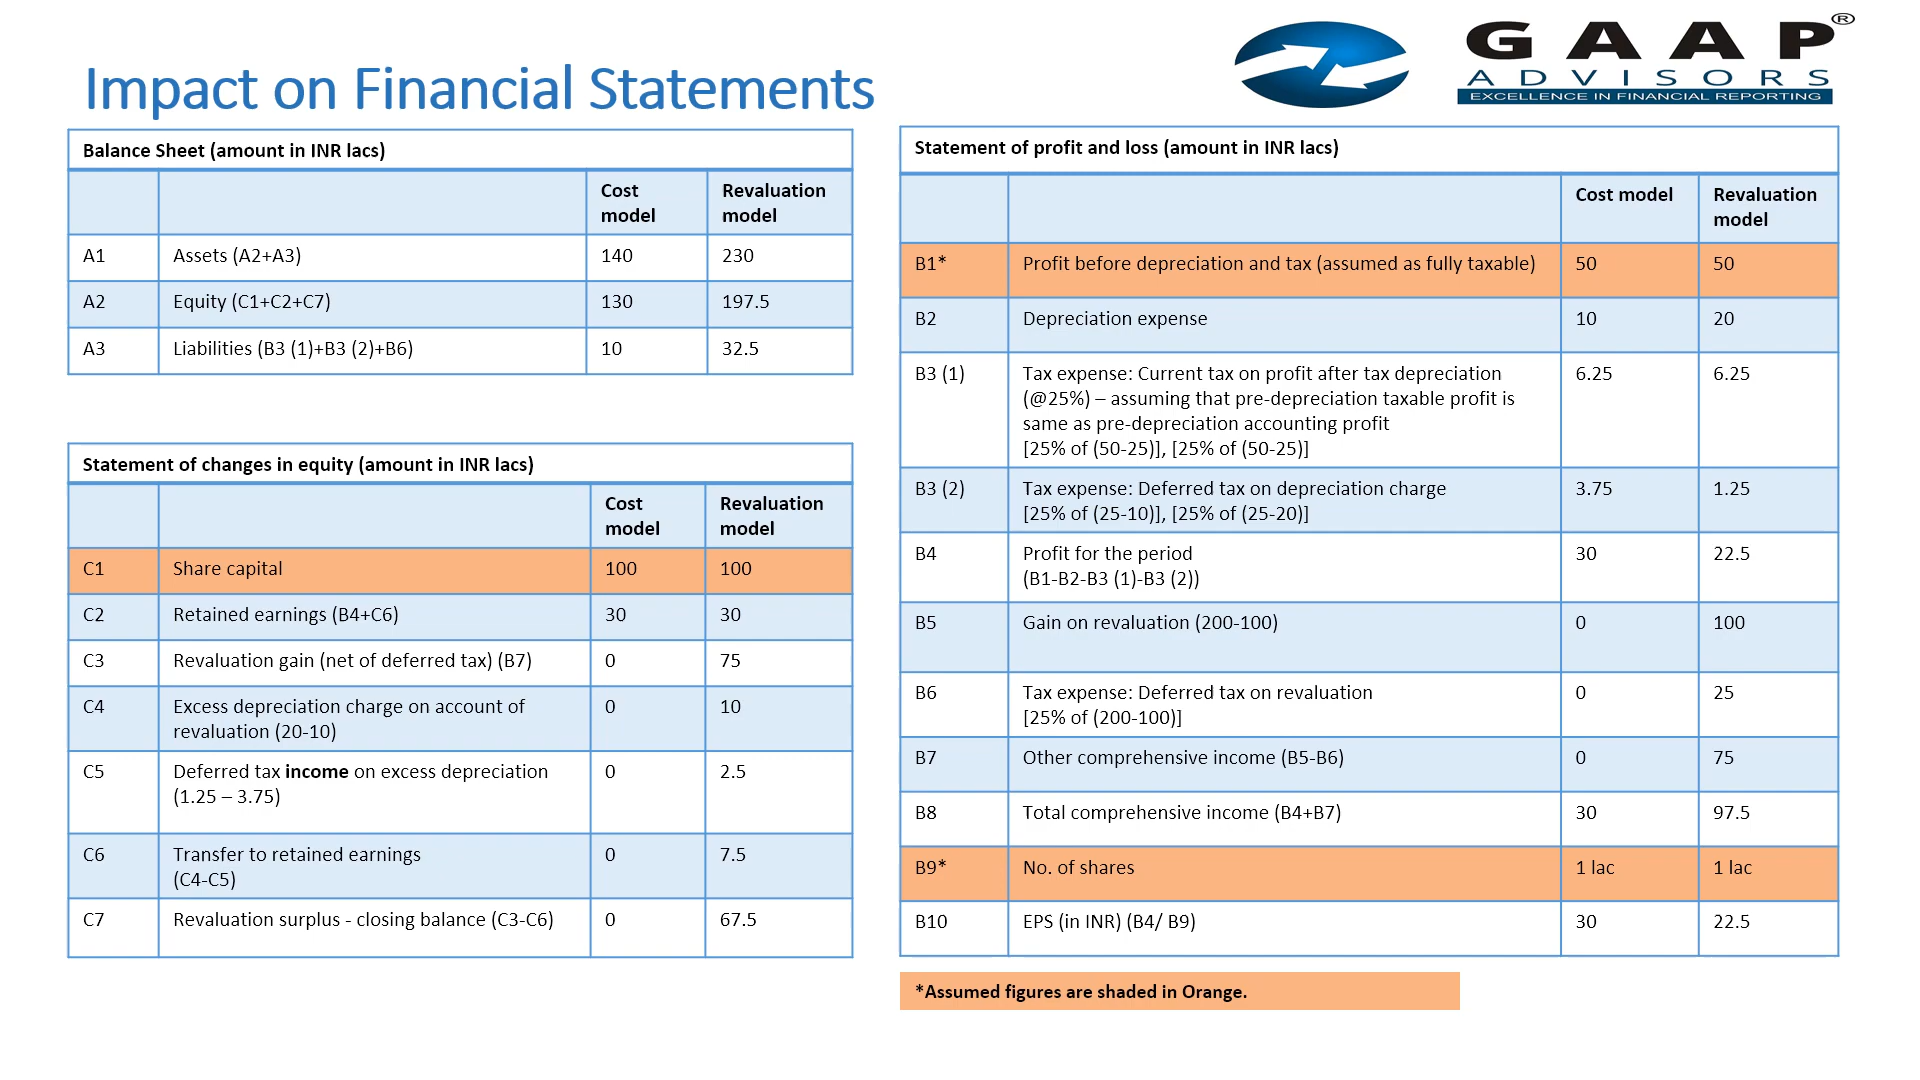 Impact on Financial Statements
GAAP®
ADVISORS
EXCELLENCE IN FINANCIAL REPORTING
Balance Sheet (amount in INR lacs)
Cost model Revaluation model
A1 Assets (A2+A3) 140 230
A2 Equity (C1+C2+C7) 130 197.5
A3 Liabilities (B3 (1)+B3 (2)+B6) 10 32.5
Statement of changes in equity (amount in INR lacs)
Cost model Revaluation model
C1 Share capital 100 100
C2 Retained earnings (B4+C6) 30 30
C3 Revaluation gain (net of deferred tax) (B7) 0 75
C4 Excess depreciation charge on account of 0 10
revaluation (20-10)
C5 Deferred tax income on excess depreciation 0 2.5
(1.25 – 3.75)
C6 Transfer to retained earnings 0 7.5
(C4-C5)
C7 Revaluation surplus - closing balance (C3-C6) 0 67.5
Statement of profit and loss (amount in INR lacs)
Cost model Revaluation model
B1* Profit before depreciation and tax (assumed as fully taxable) 50 50
B2 Depreciation expense 10 20
B3 (1) Tax expense: Current tax on profit after tax depreciation 6.25 6.25
(@25%) – assuming that pre-depreciation taxable profit is
same as pre-depreciation accounting profit
[25% of (50-25)], [25% of (50-25)]
B3 (2) Tax expense: Deferred tax on depreciation charge 3.75 1.25
[25% of (25-10)], [25% of (25-20)]
B4 Profit for the period 30 22.5
(B1-B2-B3 (1)-B3 (2))
B5 Gain on revaluation (200-100) 0 100
B6 Tax expense: Deferred tax on revaluation 0 25
[25% of (200-100)]
B7 Other comprehensive income (B5-B6) 0 75
B8 Total comprehensive income (B4+B7) 30 97.5
B9* No. of shares 1 lac 1 lac
B10 EPS (in INR) (B4/ B9) 30 22.5
*Assumed figures are shaded in Orange.